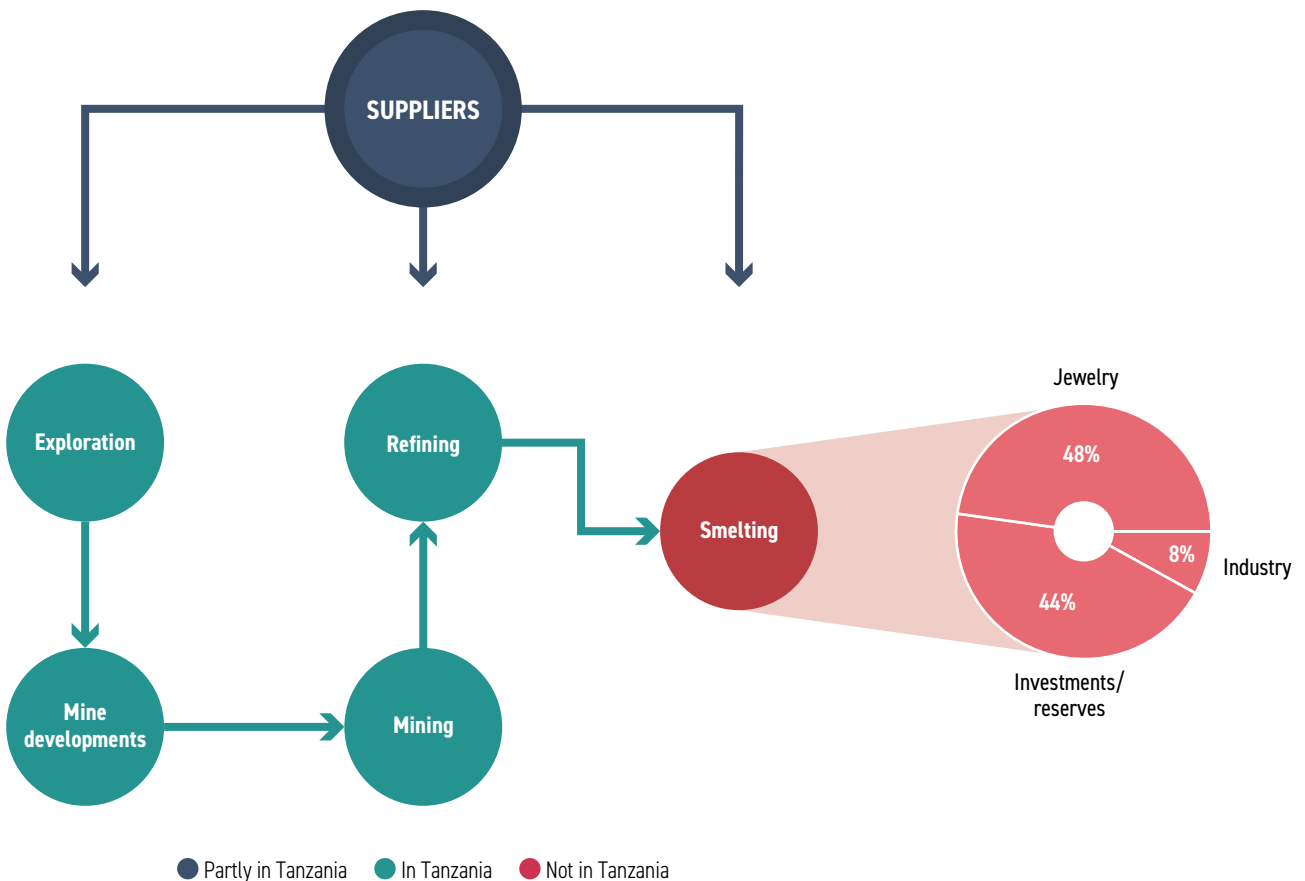 SUPPLIERS
Exploration
Refining
Mine
developments
Mining
Smelting
Jewelry
48%
8%
Industry
44%
Investments/
reserves
Partly in Tanzania
In Tanzania
Not in Tanzania